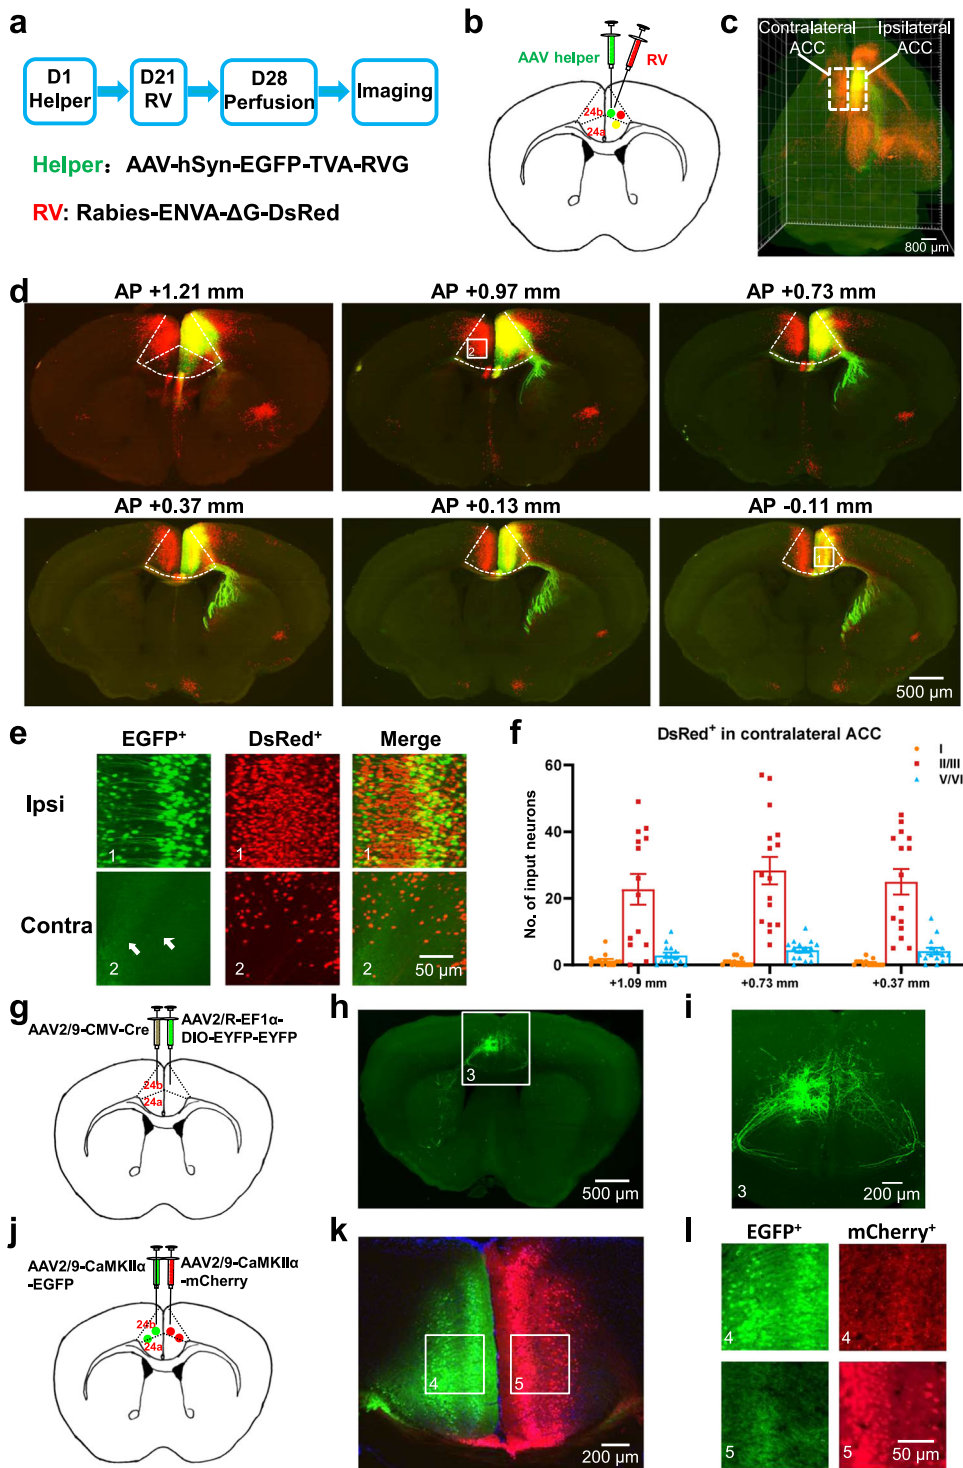 a
D1
Helper
D21
RV
D28
Perfusion
Imaging
Helper: AAV-hSyn-EGFP-TVA-RVG
RV: Rabies-ENVA-ΔG-DsRed
b
AAV helper
RV
24b
24a
c
Contralateral
ACC
Ipsilateral
ACC
800 μm
d
AP +1.21 mm
AP +0.97 mm
2
AP +0.73 mm
AP +0.37 mm
AP +0.13 mm
AP -0.11 mm
1
500 μm
e
EGFP⁺
DsRed⁺
Merge
Ipsi
1
1
1
Contra
2
2
2
50 μm
f
DsRed⁺ in contralateral ACC
I
II/III
V/VI
No. of input neurons
60
40
20
0
+1.09 mm
+0.73 mm
+0.37 mm
g
AAV2/9-CMV-Cre
AAV2/R-EF1α-
DIO-EYFP-EYFP
24b
24a
h
3
500 μm
i
3
200 μm
j
AAV2/9-CaMKIIα
-EGFP
AAV2/9-CaMKIIα
-mCherry
24b
24a
k
4
5
200 μm
l
EGFP⁺
mCherry⁺
4
4
5
5
50 μm